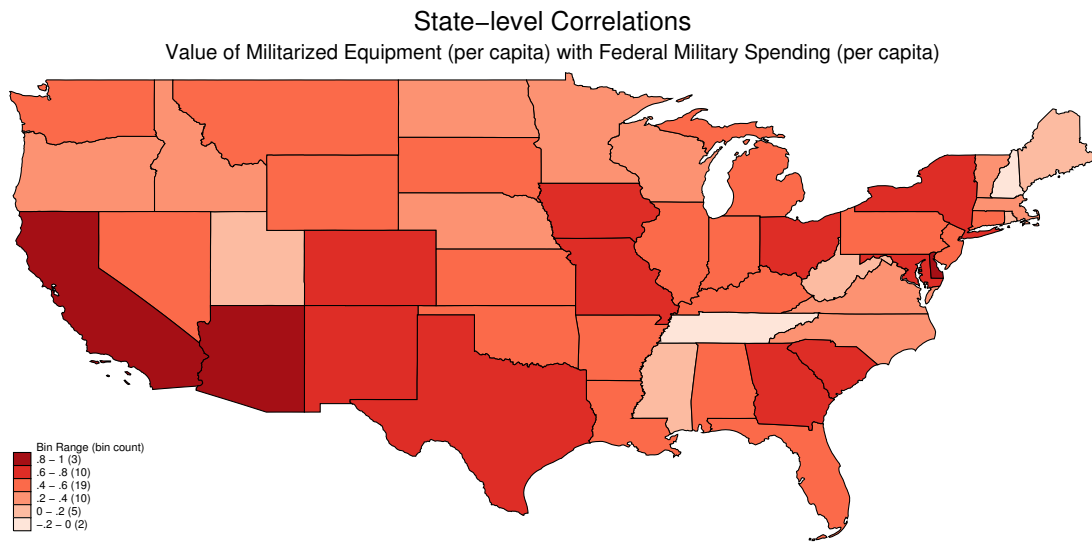 State−level Correlations
Value of Militarized Equipment (per capita) with Federal Military Spending (per capita)
Bin Range (bin count)
.8 − 1 (3)
.6 − .8 (10)
.4 − .6 (19)
.2 − .4 (10)
0 − .2 (5)
−.2 − 0 (2)